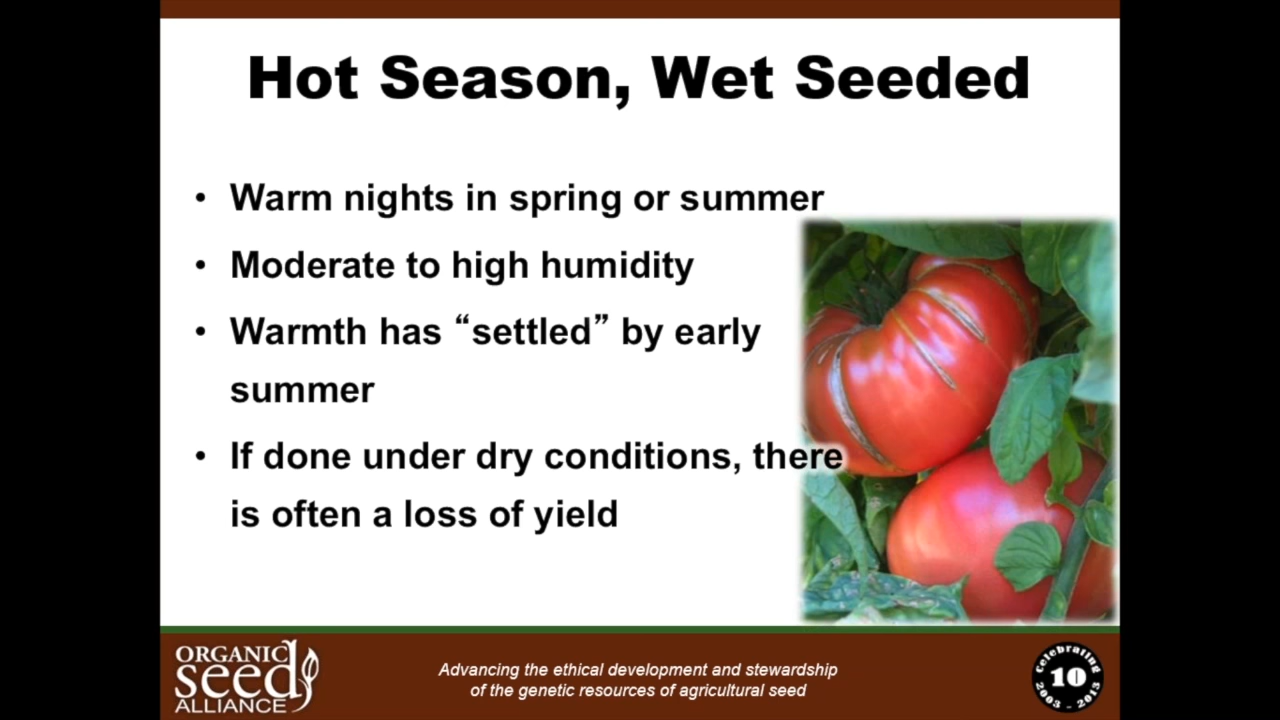 Hot Season, Wet Seeded
• Warm nights in spring or summer
• Moderate to high humidity
• Warmth has “settled” by early
summer
• If done under dry conditions, there
is often a loss of yield
ORGANIC
seed
ALLIANCE
Advancing the ethical development and stewardship
of the genetic resources of agricultural seed
Celebrating
10
2003 - 2013